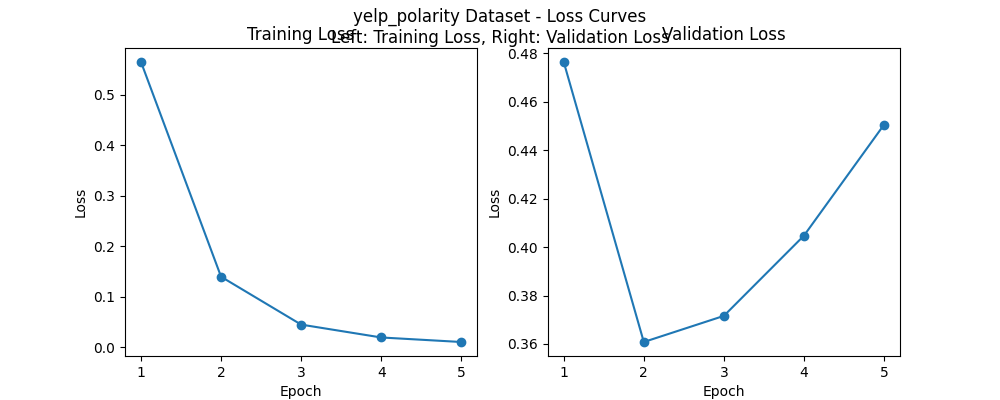 yelp_polarity Dataset - Loss Curves
Left: Training Loss, Right: Validation Loss
Training Loss
Loss
0.5
0.4
0.3
0.2
0.1
0.0
1 2 3 4 5
Epoch
Validation Loss
Loss
0.48
0.46
0.44
0.42
0.40
0.38
0.36
1 2 3 4 5
Epoch